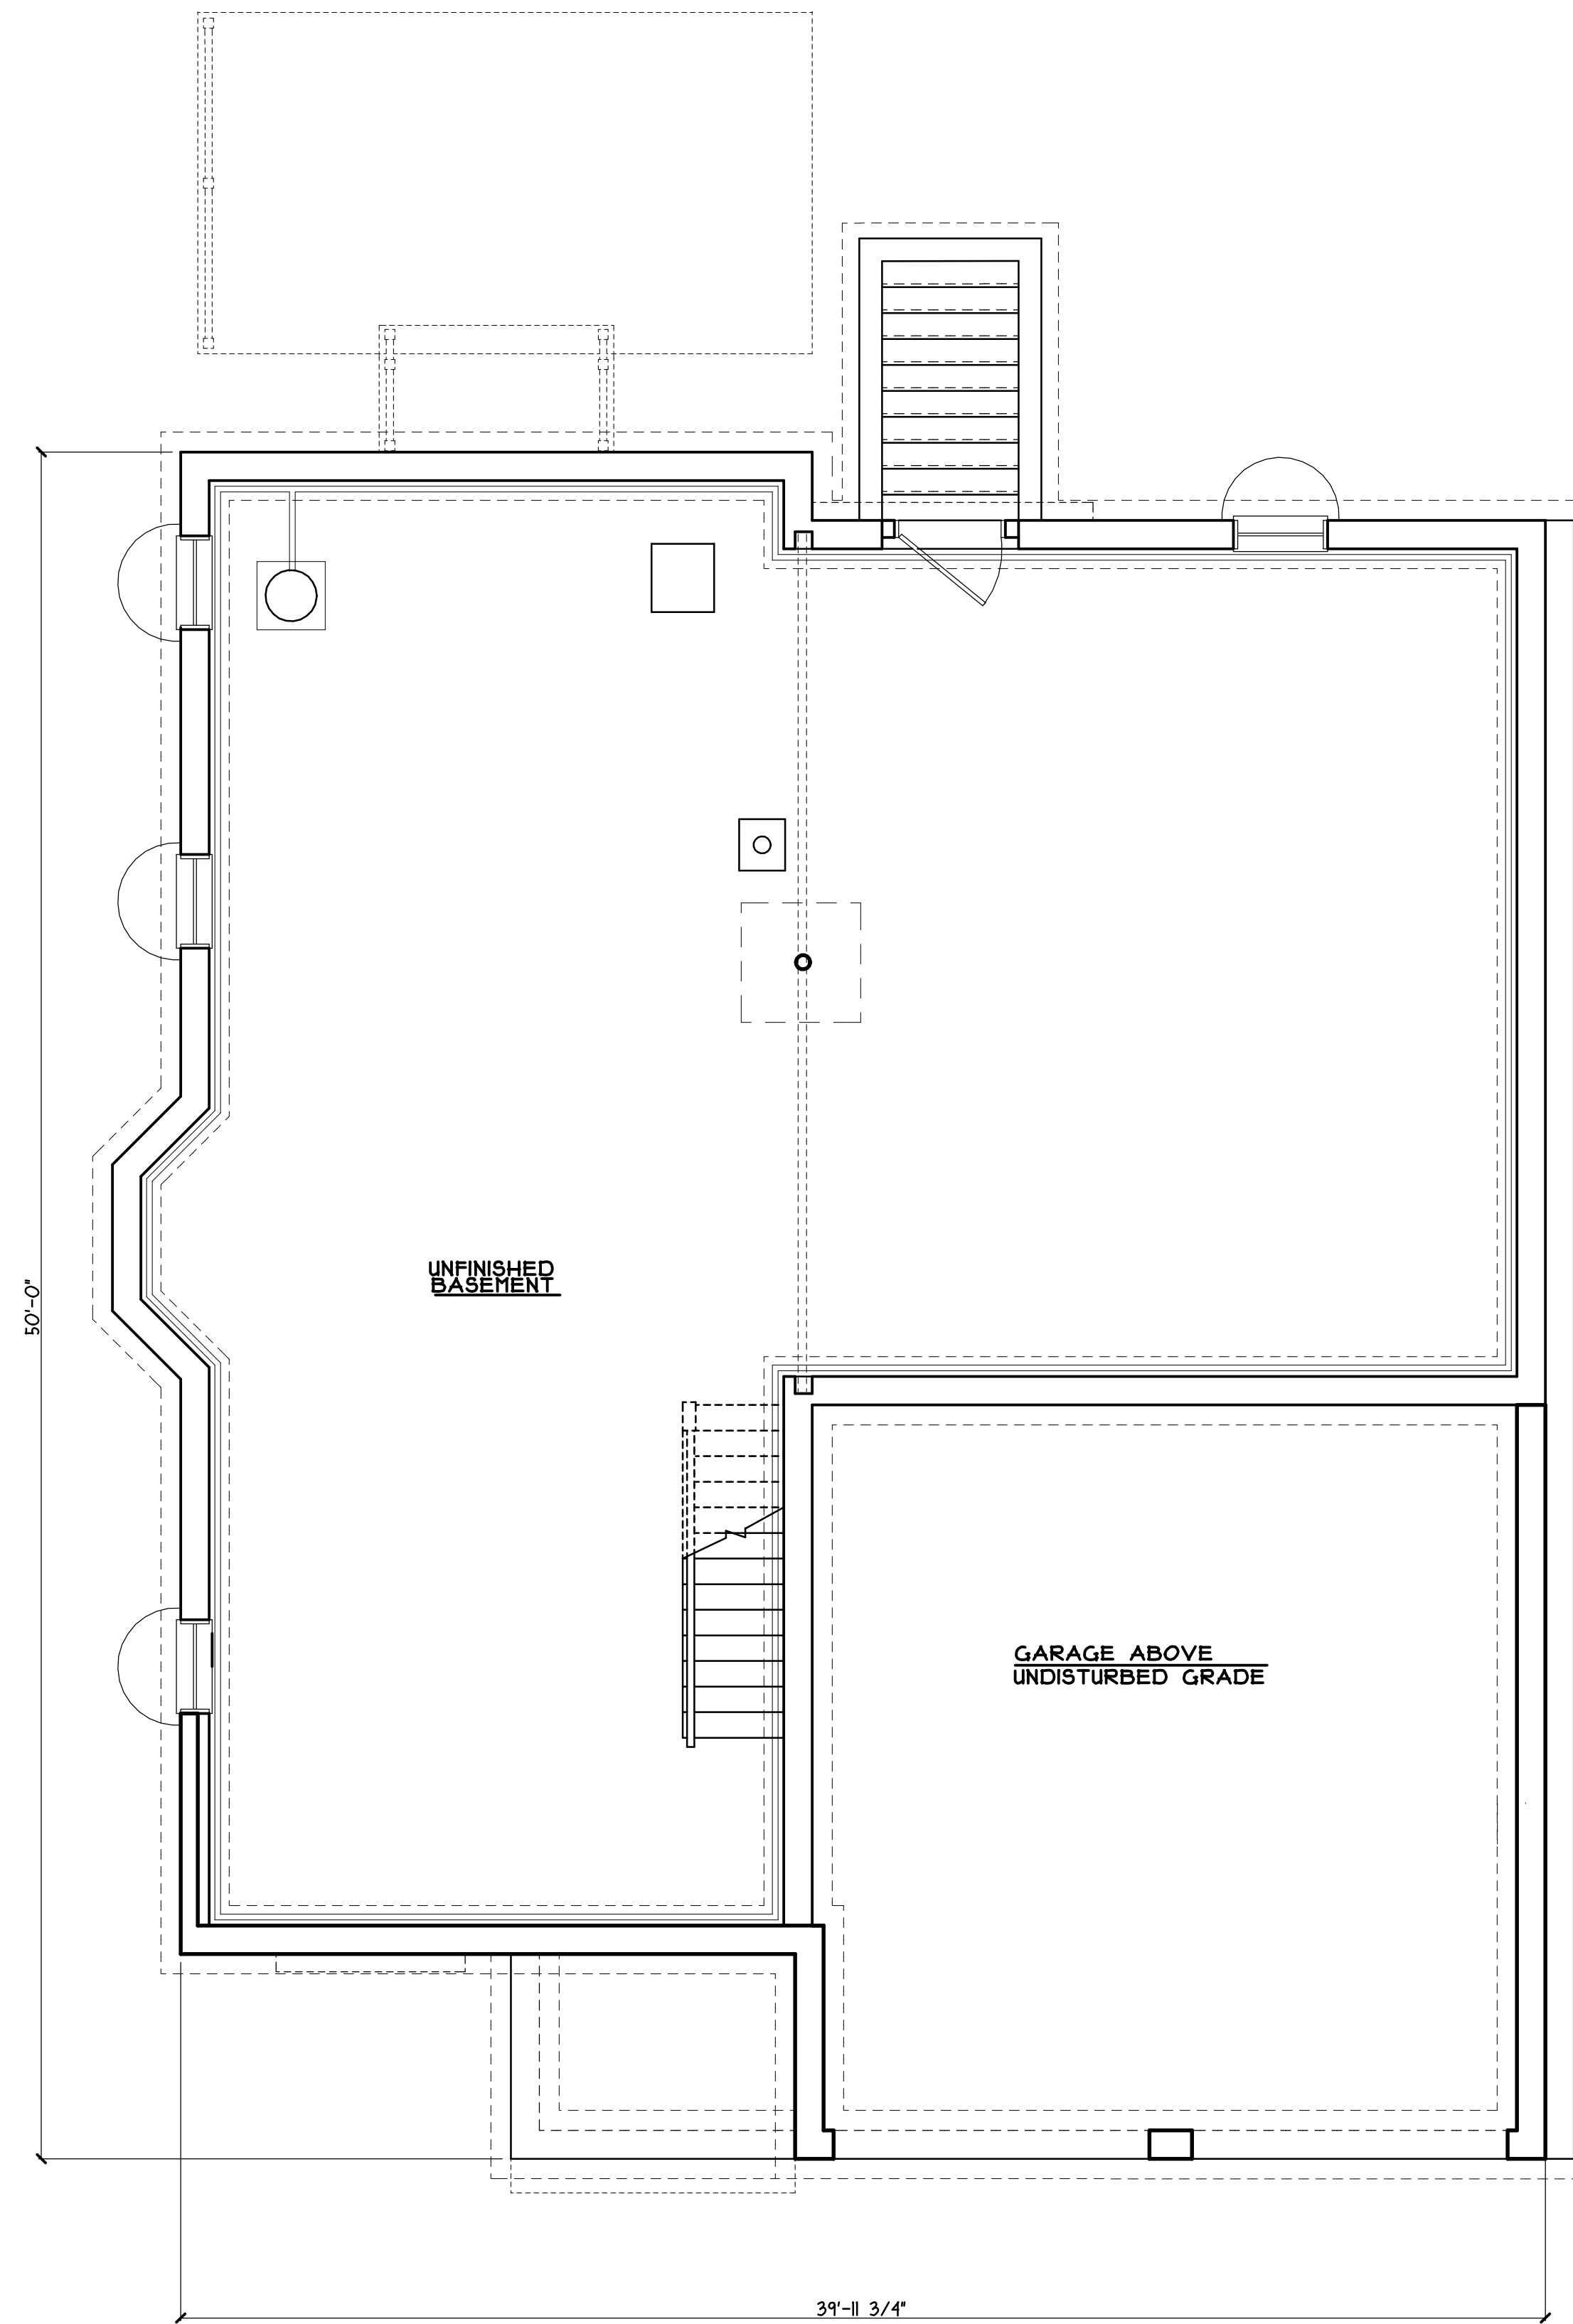 UNFINISHED
BASEMENT
50'-0"
GARAGE ABOVE
UNDISTURBED GRADE
39'-11 3/4"